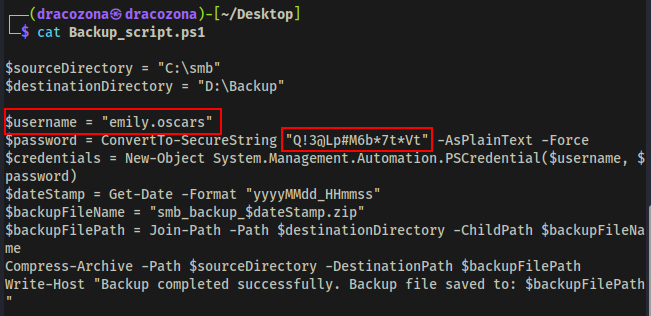 ┌──(dracozona㉿dracozona)-[~/Desktop]
└─$ cat Backup_script.ps1
$sourceDirectory = "C:\smb"
$destinationDirectory = "D:\Backup"
$username = "emily.oscars"
$password = ConvertTo-SecureString "Q!3@Lp#M6b*7t*Vt" -AsPlainText -Force
$credentials = New-Object System.Management.Automation.PSCredential($username, $
password)
$dateStamp = Get-Date -Format "yyyyMMdd_HHmmss"
$backupFileName = "smb_backup_$dateStamp.zip"
$backupFilePath = Join-Path -Path $destinationDirectory -ChildPath $backupFileNa
me
Compress-Archive -Path $sourceDirectory -DestinationPath $backupFilePath
Write-Host "Backup completed successfully. Backup file saved to: $backupFilePath
"